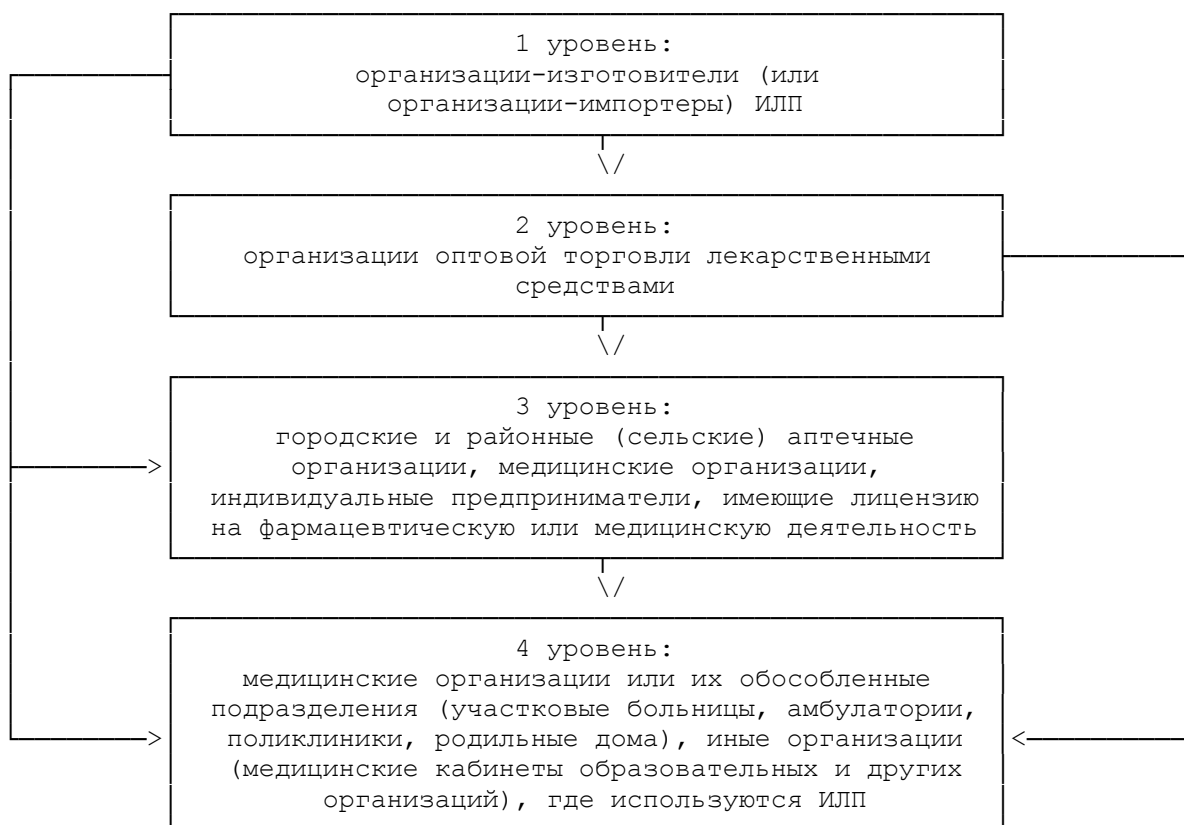 1 уровень:
организации-изготовители (или
организации-импортеры) ИЛП
2 уровень:
организации оптовой торговли лекарственными
средствами
3 уровень:
городские и районные (сельские) аптечные
организации, медицинские организации,
индивидуальные предприниматели, имеющие лицензию
на фармацевтическую или медицинскую деятельность
4 уровень:
медицинские организации или их обособленные
подразделения (участковые больницы, амбулатории,
поликлиники, родильные дома), иные организации
(медицинские кабинеты образовательных и других
организаций), где используются ИЛП